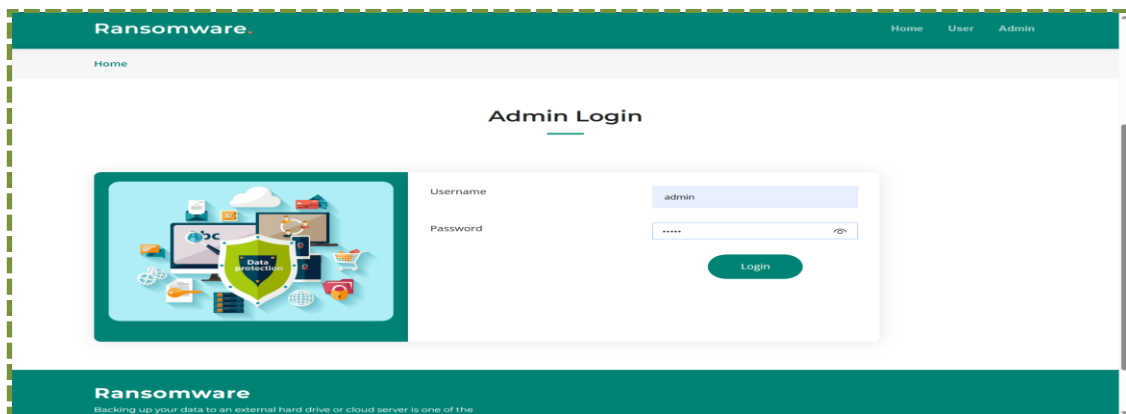 Ransomware.
Home User Admin
Home
Admin Login
Username
admin
Password
.....
Login
abc
Data
protection
Ransomware
Backing up your data to an external hard drive or cloud server is one of the